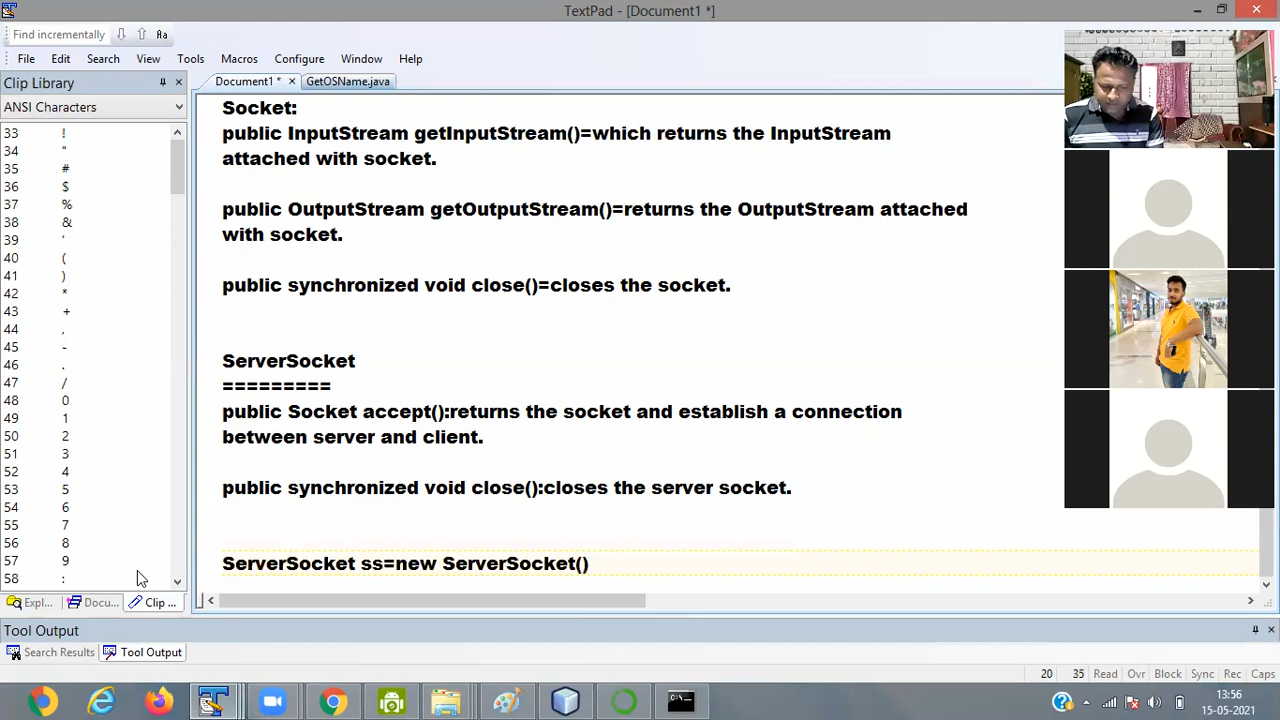 TextPad - [Document1 *]
Find incrementally
Aa
File Edit Search View Tools Macros Configure Window Help
Clip Library
Document1 * GetOSName.java
ANSI Characters
33 !
34 "
35 #
36 $
37 %
38 &
39 '
40 (
41 )
42 *
43 +
44 ,
45 -
46 .
47 /
48 0
49 1
50 2
51 3
52 4
53 5
54 6
55 7
56 8
57 9
58 :
Socket:
public InputStream getInputStream()=which returns the InputStream
attached with socket.
public OutputStream getOutputStream()=returns the OutputStream attached
with socket.
public synchronized void close()=closes the socket.
ServerSocket
=========
public Socket accept():returns the socket and establish a connection
between server and client.
public synchronized void close():closes the server socket.
ServerSocket ss=new ServerSocket()
Expl... Docu... Clip ...
Tool Output
Search Results Tool Output
20 35 Read Ovr Block Sync Rec Caps
13:56
15-05-2021